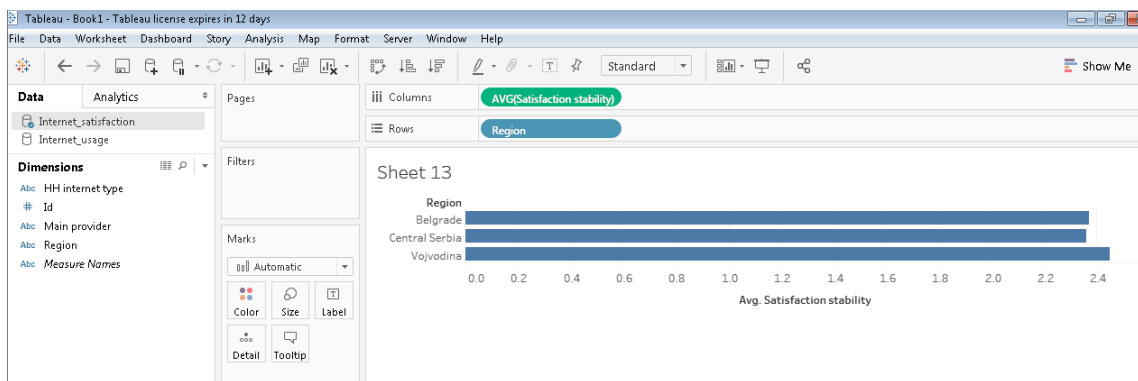 Tableau - Book1 - Tableau license expires in 12 days
File Data Worksheet Dashboard Story Analysis Map Format Server Window Help
Standard
Show Me
Data Analytics
Internet_satisfaction
Internet_usage
Dimensions
Abc HH internet type
# Id
Abc Main provider
Abc Region
Abc Measure Names
Pages
Filters
Marks
Automatic
Color Size Label
Detail Tooltip
Columns AVG(Satisfaction stability)
Rows Region
Sheet 13
Region
Belgrade
Central Serbia
Vojvodina
0.0 0.2 0.4 0.6 0.8 1.0 1.2 1.4 1.6 1.8 2.0 2.2 2.4
Avg. Satisfaction stability